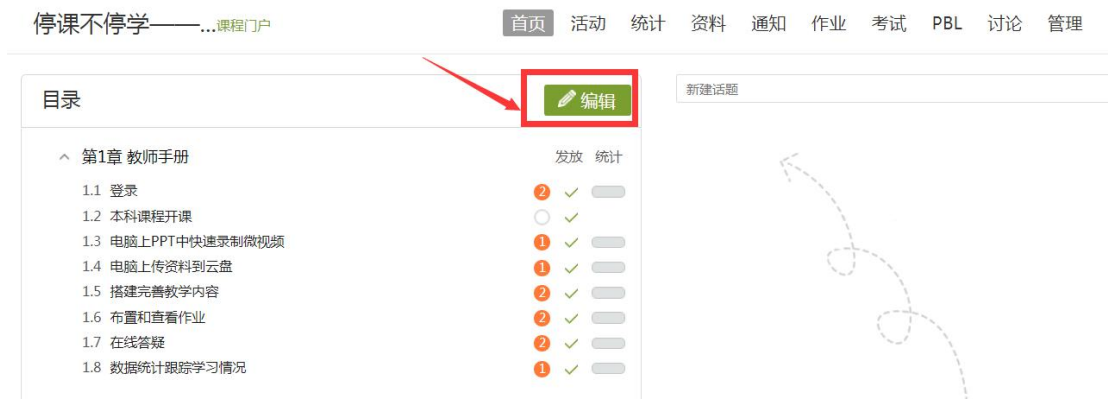 停课不停学——...课程门户 首页 活动 统计 资料 通知 作业 考试 PBL 讨论 管理
目录 编辑
新建话题
第1章 教师手册 发放 统计
1.1 登录 2
1.2 本科课程开课
1.3 电脑上PPT中快速录制微视频 1
1.4 电脑上传资料到云盘 1
1.5 搭建完善教学内容 2
1.6 布置和查看作业 2
1.7 在线答疑 2
1.8 数据统计跟踪学习情况 1